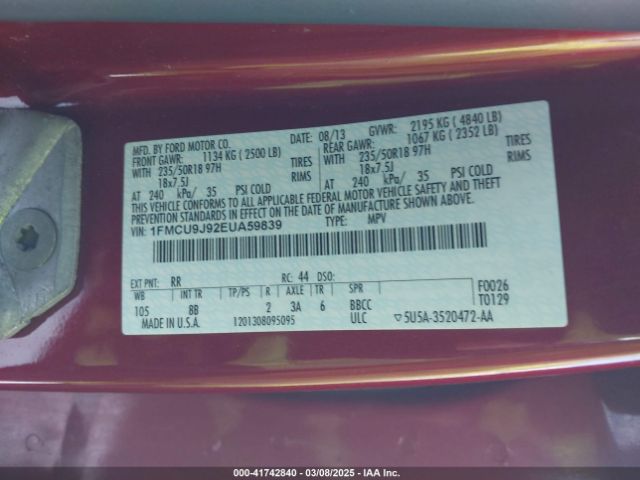 MFD. BY FORD MOTOR CO. DATE: 08/13 GVWR: 2195 KG ( 4840 LB)
FRONT GAWR: 1134 KG ( 2500 LB) REAR GAWR: 1067 KG ( 2352 LB)
WITH 235/50R18 97H TIRES WITH 235/50R18 97H TIRES
18x7.5J RIMS 18x7.5J RIMS
AT 240 kPa/ 35 PSI COLD AT 240 kPa/ 35 PSI COLD
THIS VEHICLE CONFORMS TO ALL APPLICABLE FEDERAL MOTOR VEHICLE SAFETY AND THEFT
PREVENTION STANDARDS IN EFFECT ON THE DATE OF MANUFACTURE SHOWN ABOVE.
VIN: 1FMCU9J92EUA59839 TYPE: MPV
EXT PNT: RR RC: 44 DSO: F0026
WB INT TR TP/PS R AXLE TR SPR T0129
105 8B 2 3A 6 BBCC
MADE IN U.S.A. 1201308095095 ULC ▽5U5A-3520472-AA
000-41742840 - 03/08/2025 - IAAI.com